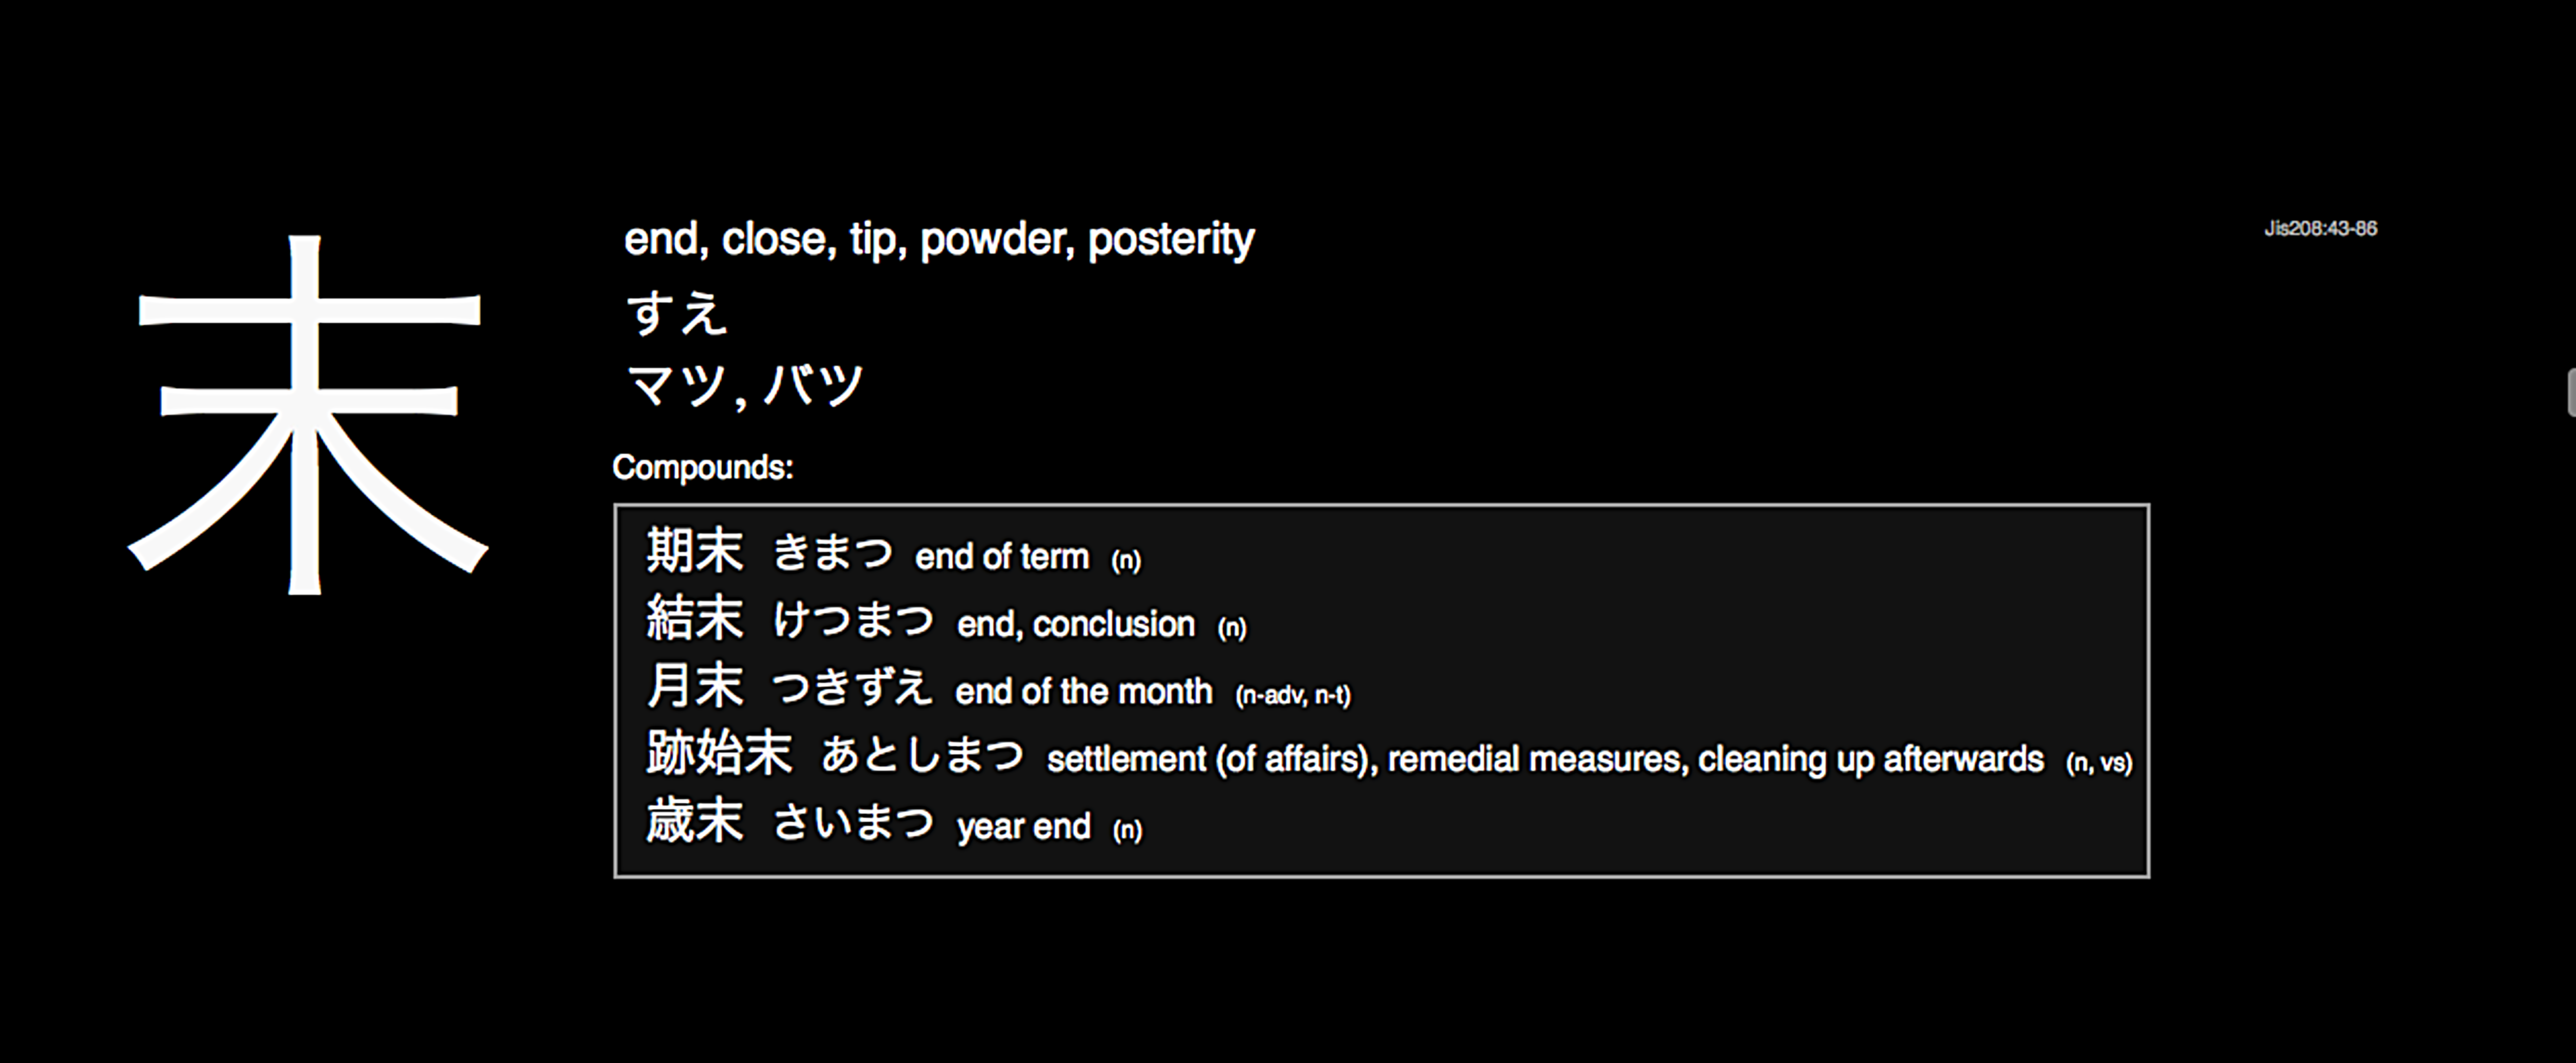 末
end, close, tip, powder, posterity
Jis208:43-86
すえ
マツ, バツ
Compounds:
期末 きまつ end of term (n)
結末 けつまつ end, conclusion (n)
月末 つきずえ end of the month (n-adv, n-t)
跡始末 あとしまつ settlement (of affairs), remedial measures, cleaning up afterwards (n, vs)
歳末 さいまつ year end (n)